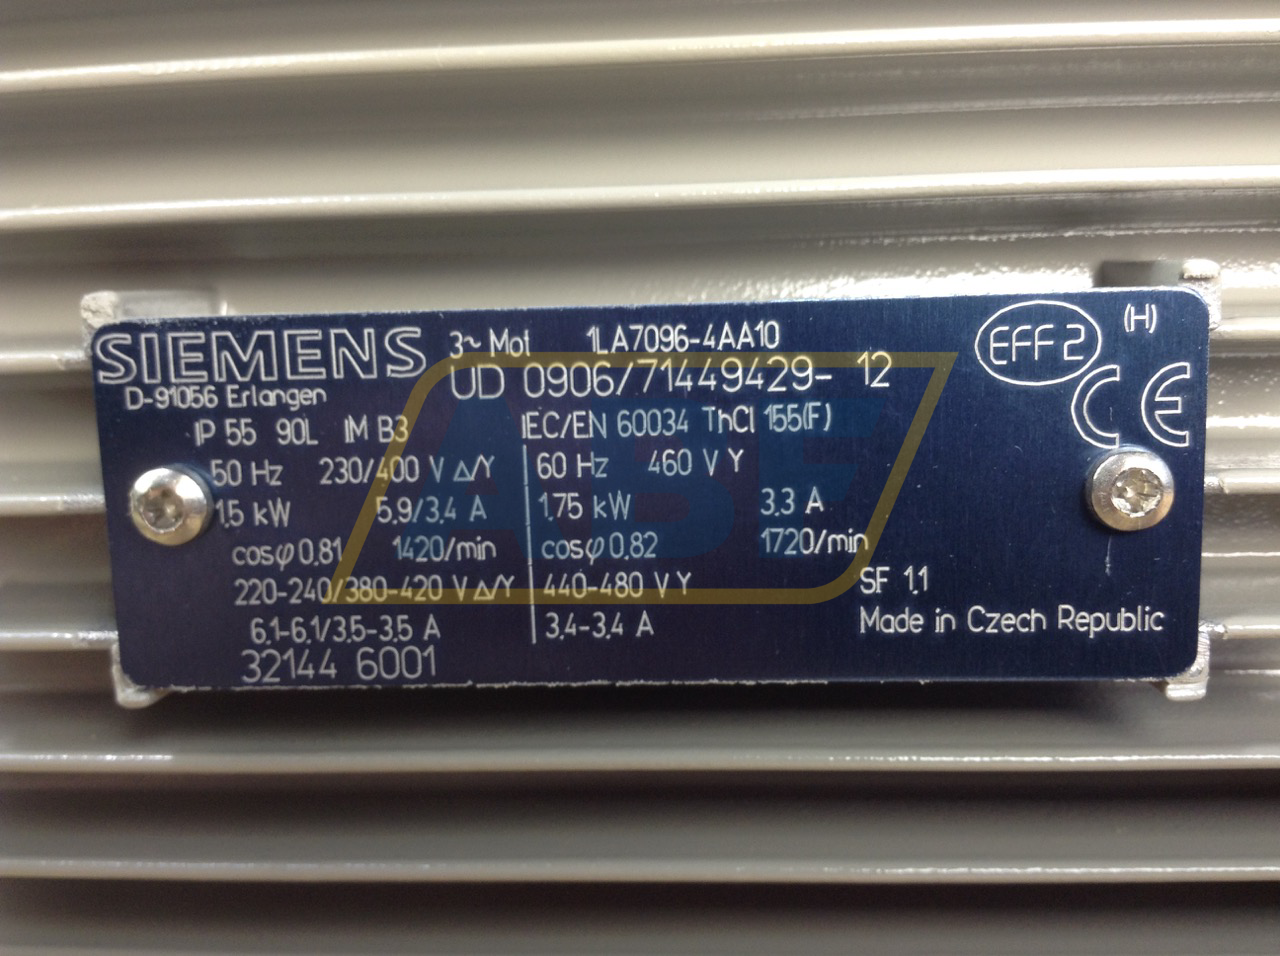 SIEMENS 3~ Mot 1LA7096-4AA10 EFF 2 (H)
D-91056 Erlangen UD 0906/71449429- 12 CE
IP 55 90L IM B3 IEC/EN 60034 ThCl 155(F)
50 Hz 230/400 V Δ/Y 60 Hz 460 V Y
1.5 kW 5.9/3.4 A 1.75 kW 3.3 A
cosφ 0.81 1420/min cosφ 0.82 1720/min
220-240/380-420 V Δ/Y 440-480 V Y SF 1.1
6.1-6.1/3.5-3.5 A 3.4-3.4 A Made in Czech Republic
32144 6001
ABF